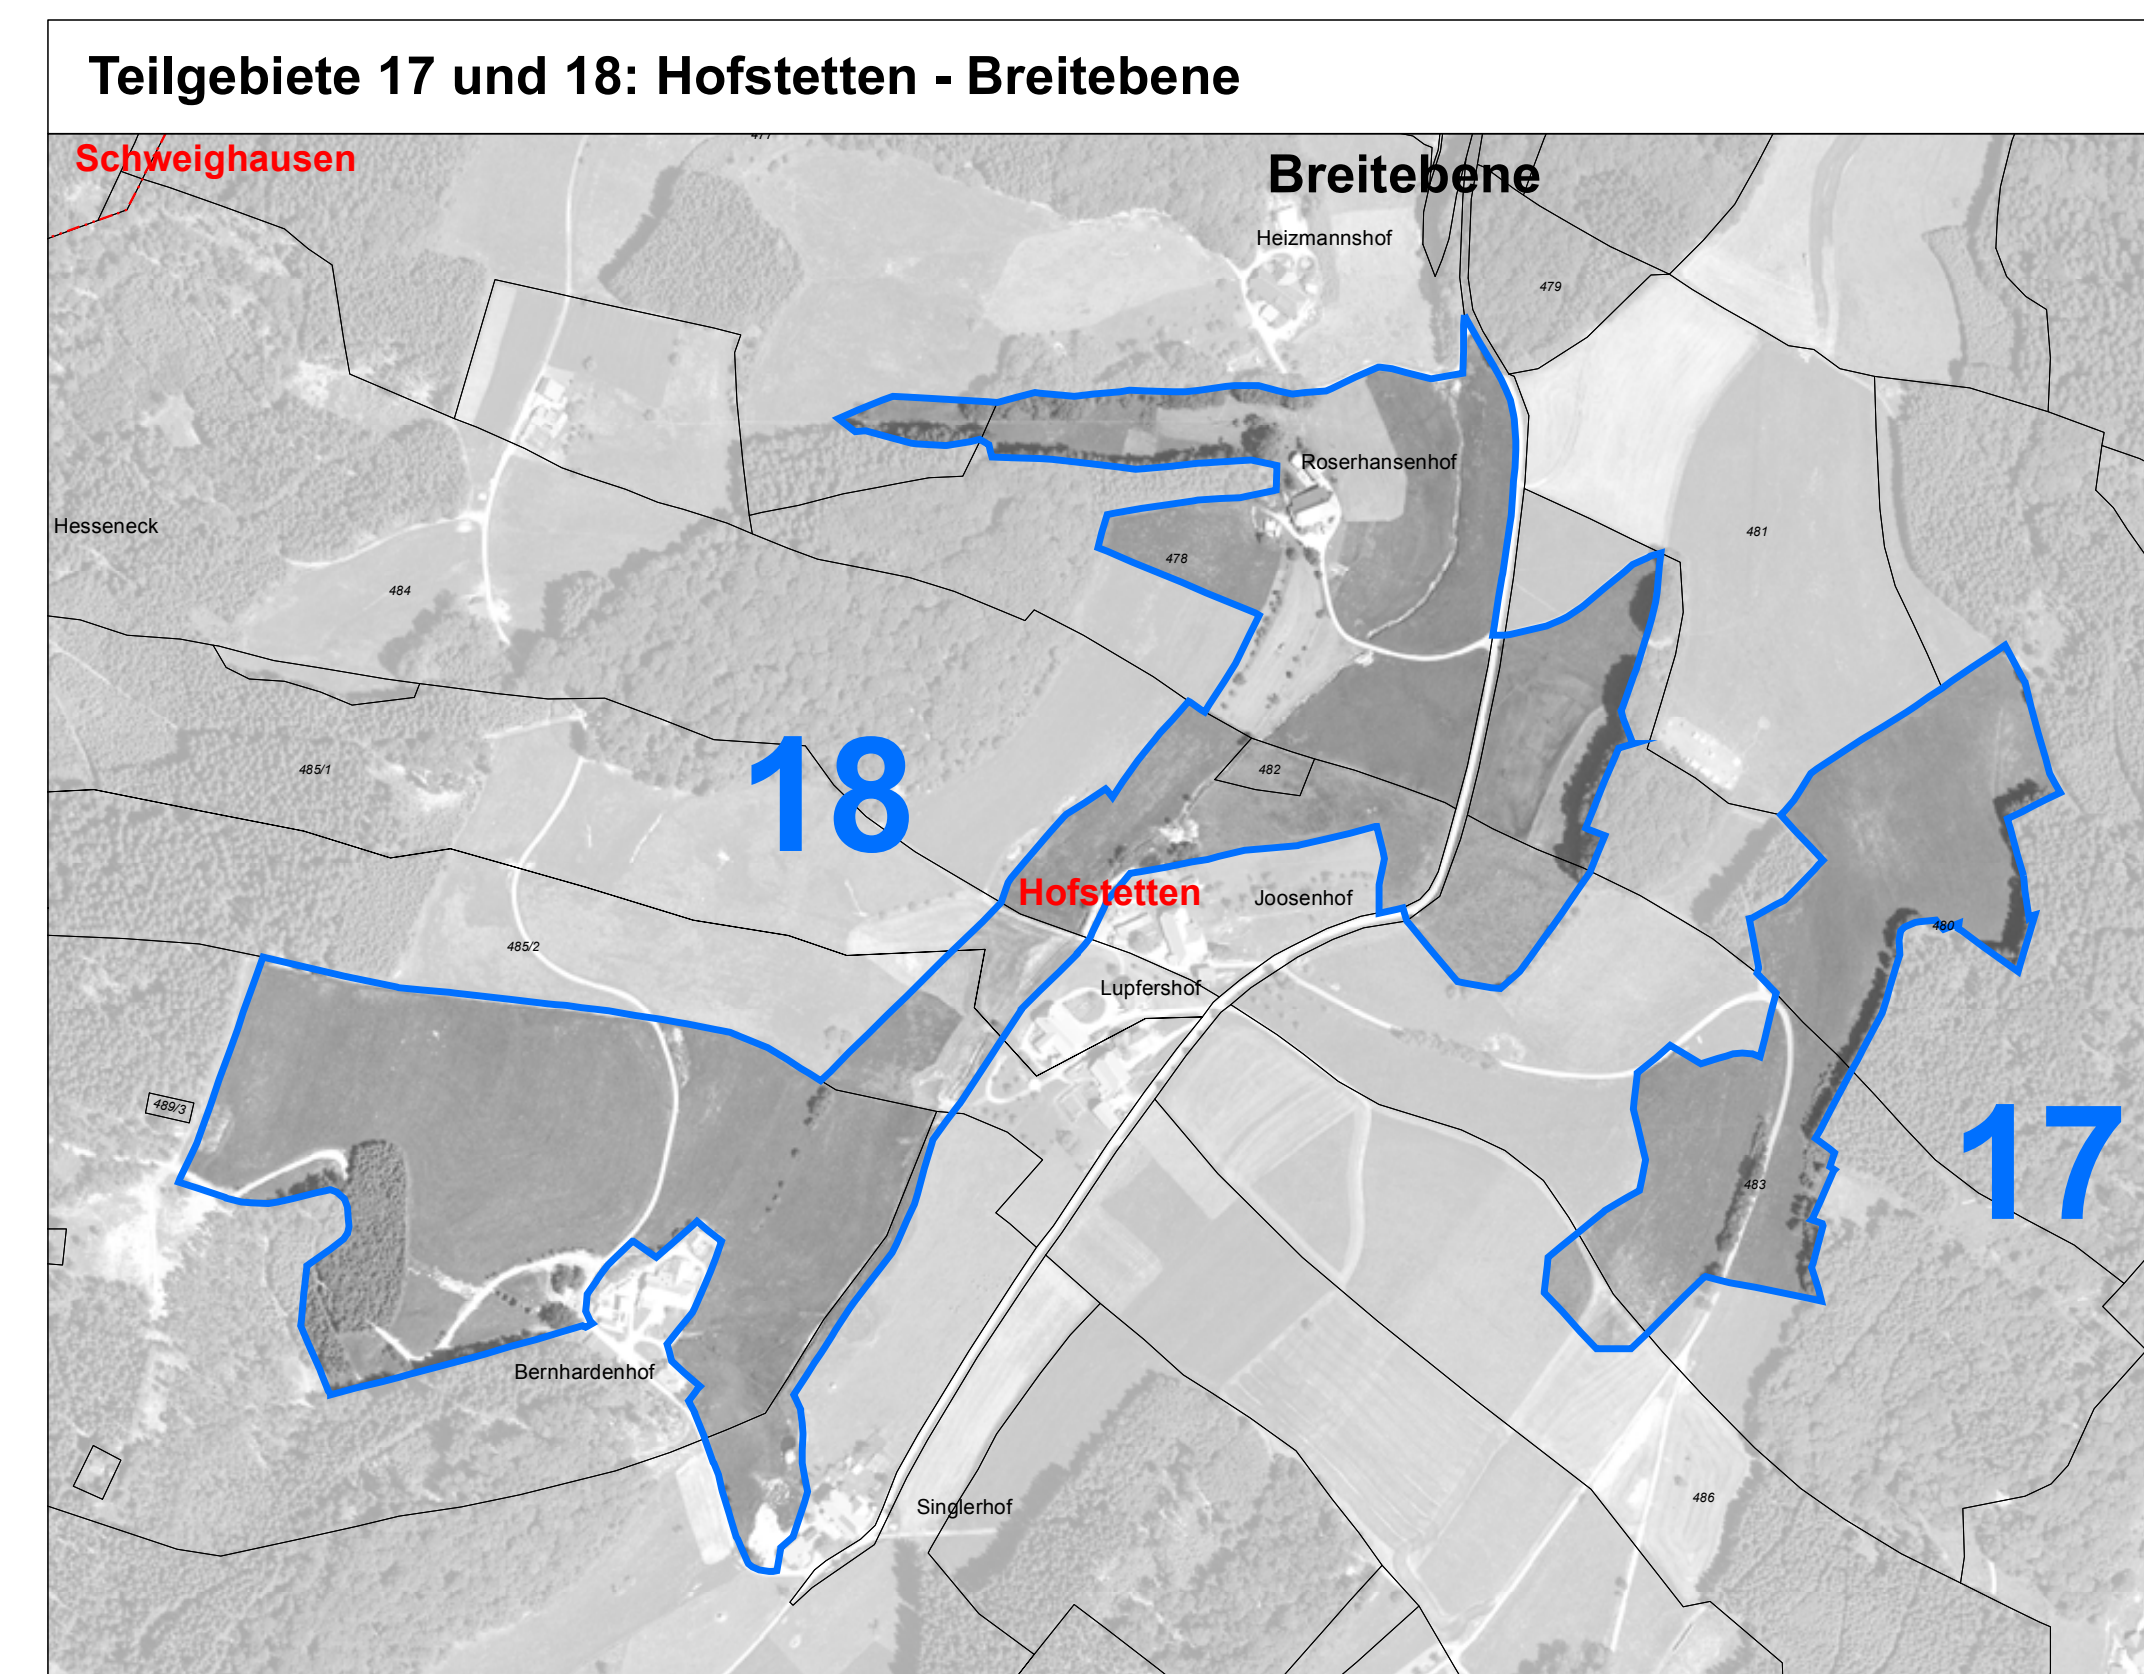 Teilgebiete 17 und 18: Hofstetten - Breitebene
477
Schweighausen
Breitebene
Heizmannshof
479
Roserhansenhof
Hesseneck
481
478
484
482
485/1
18
Hofstetten
Joosenhof
480
485/2
Lupfershof
489/3
17
483
Bernhardenhof
486
Singlerhof